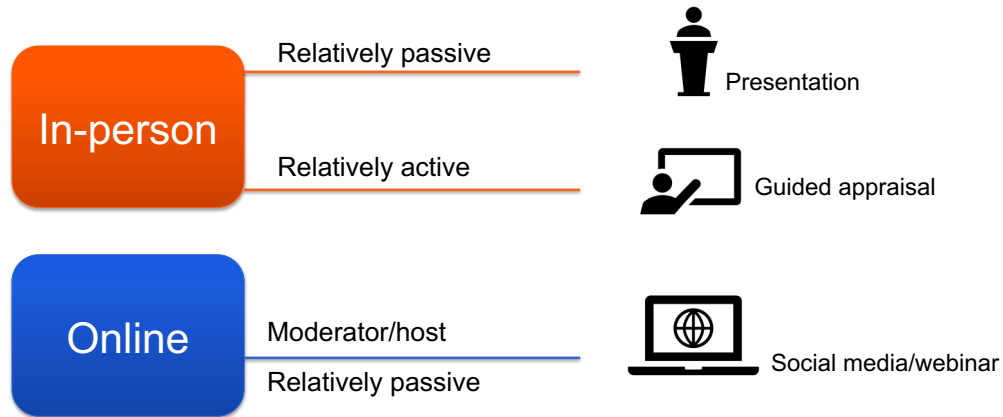 Relatively passive
Presentation
In-person
Relatively active
Guided appraisal
Online
Moderator/host
Relatively passive
Social media/webinar